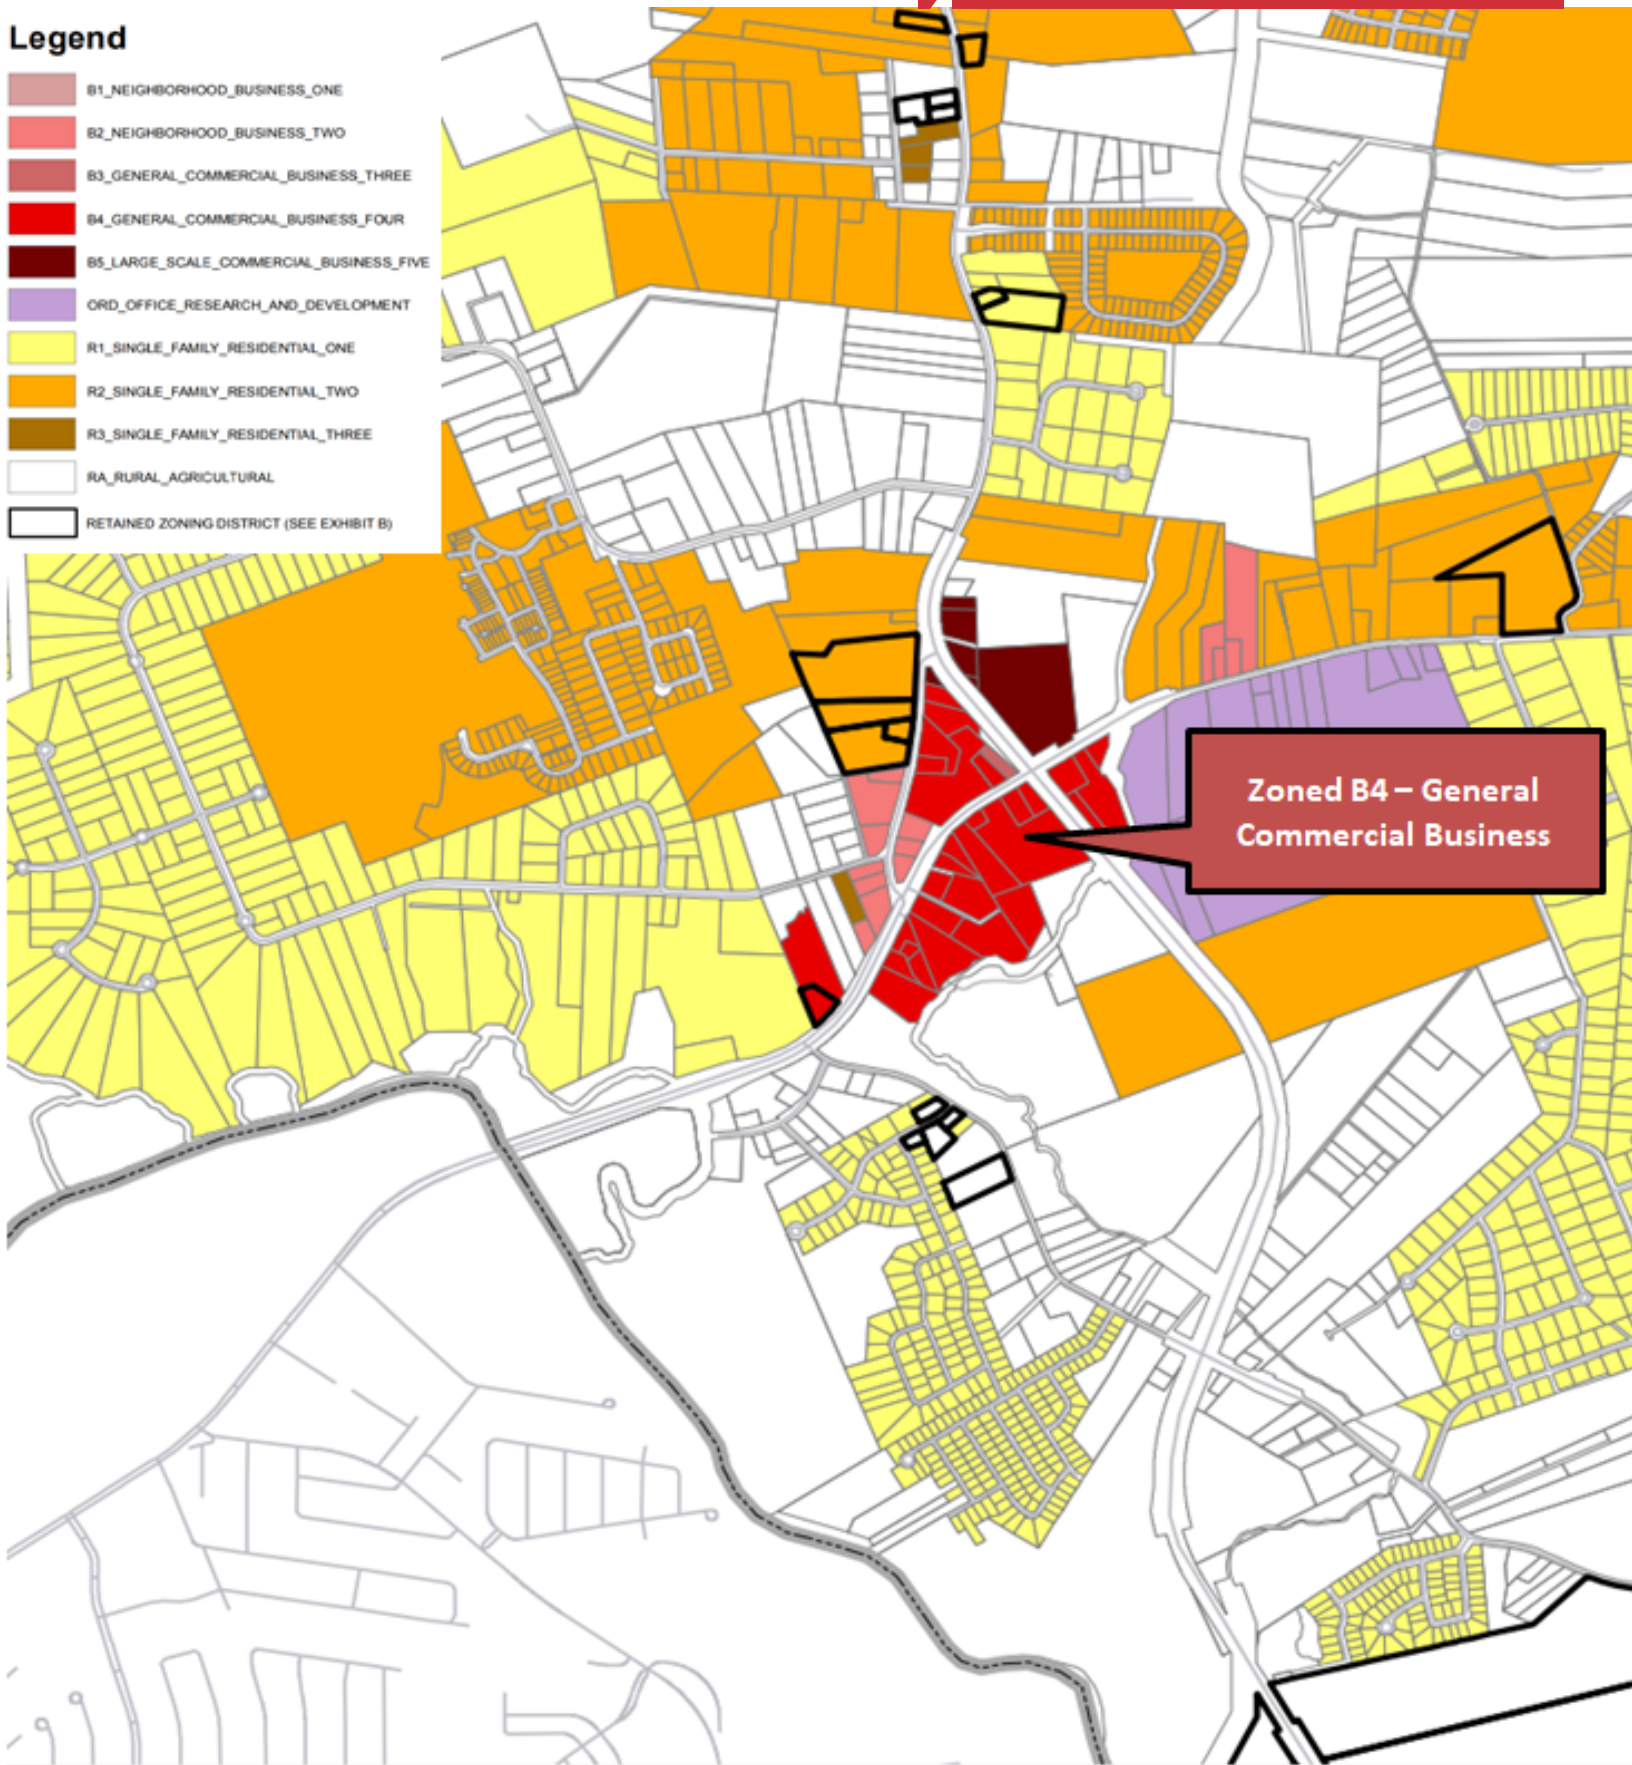 Legend
B1_NEIGHBORHOOD_BUSINESS_ONE
B2_NEIGHBORHOOD_BUSINESS_TWO
B3_GENERAL_COMMERCIAL_BUSINESS_THREE
B4_GENERAL_COMMERCIAL_BUSINESS_FOUR
B5_LARGE_SCALE_COMMERCIAL_BUSINESS_FIVE
ORD_OFFICE_RESEARCH_AND_DEVELOPMENT
R1_SINGLE_FAMILY_RESIDENTIAL_ONE
R2_SINGLE_FAMILY_RESIDENTIAL_TWO
R3_SINGLE_FAMILY_RESIDENTIAL_THREE
RA_RURAL_AGRICULTURAL
RETAINED ZONING DISTRICT (SEE EXHIBIT B)
Zoned B4 – General
Commercial Business